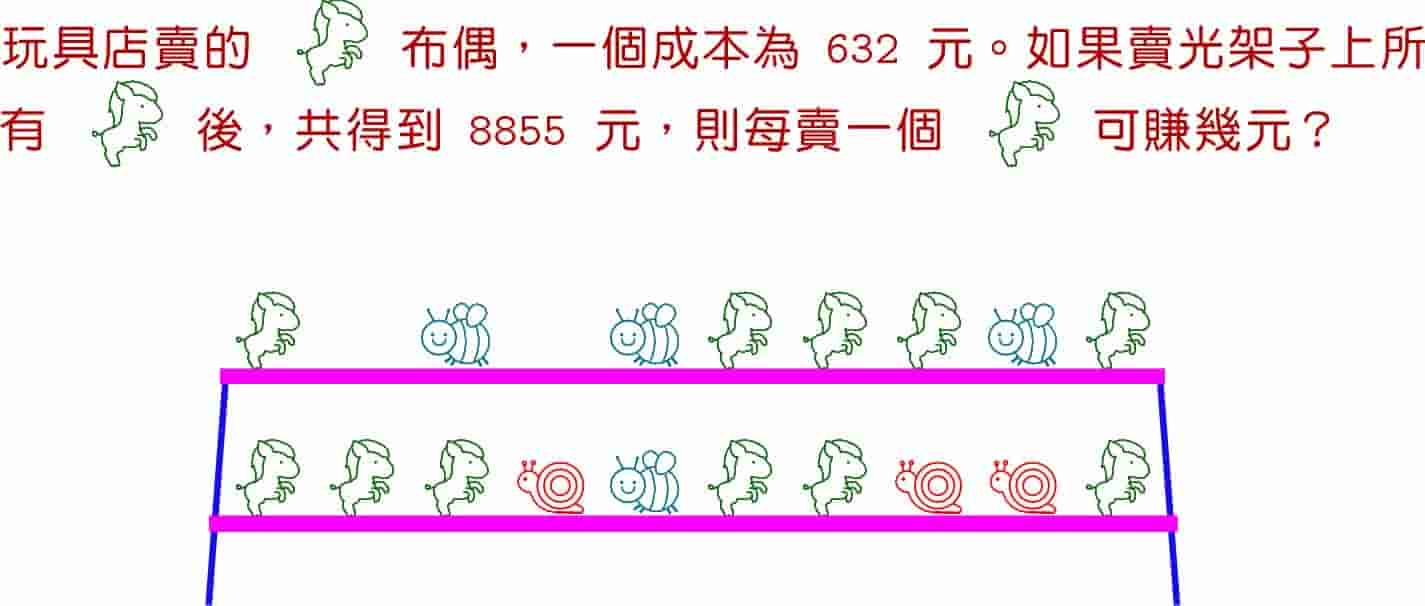 玩具店賣的 布偶，一個成本為 632 元。如果賣光架子上所
有 後，共得到 8855 元，則每賣一個 可賺幾元？